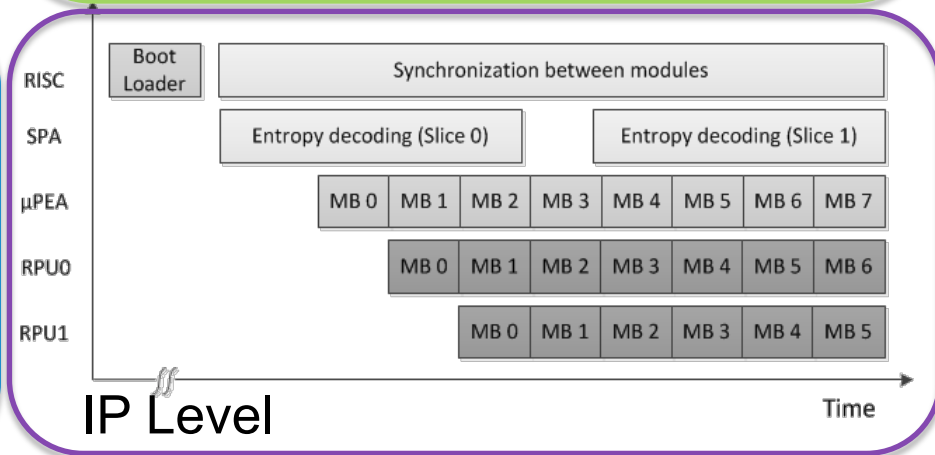 Boot
Loader
RISC
Synchronization between modules
SPA
Entropy decoding (Slice 0)
Entropy decoding (Slice 1)
µPEA
MB 0 MB 1 MB 2 MB 3 MB 4 MB 5 MB 6 MB 7
RPU0
MB 0 MB 1 MB 2 MB 3 MB 4 MB 5 MB 6
RPU1
MB 0 MB 1 MB 2 MB 3 MB 4 MB 5
IP Level
Time